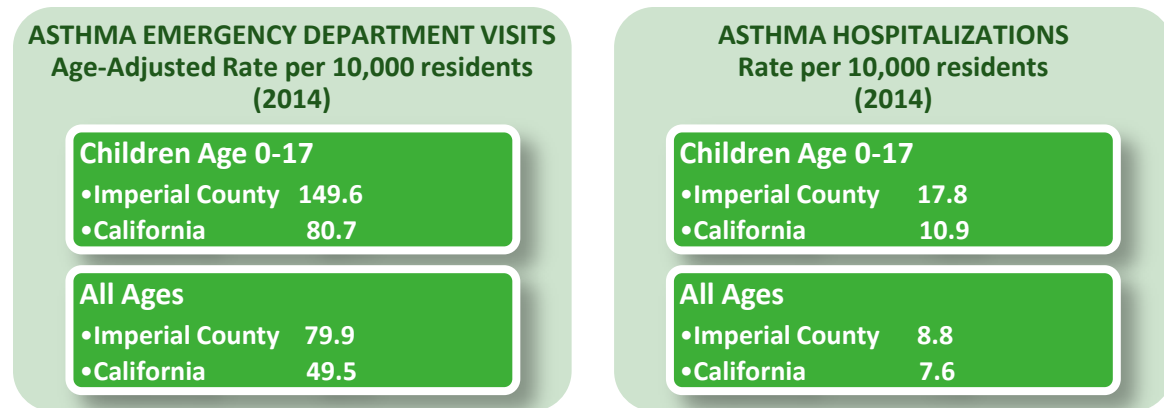 ASTHMA EMERGENCY DEPARTMENT VISITS
Age-Adjusted Rate per 10,000 residents
(2014)
Children Age 0-17
•Imperial County 149.6
•California 80.7
All Ages
•Imperial County 79.9
•California 49.5
ASTHMA HOSPITALIZATIONS
Rate per 10,000 residents
(2014)
Children Age 0-17
•Imperial County 17.8
•California 10.9
All Ages
•Imperial County 8.8
•California 7.6